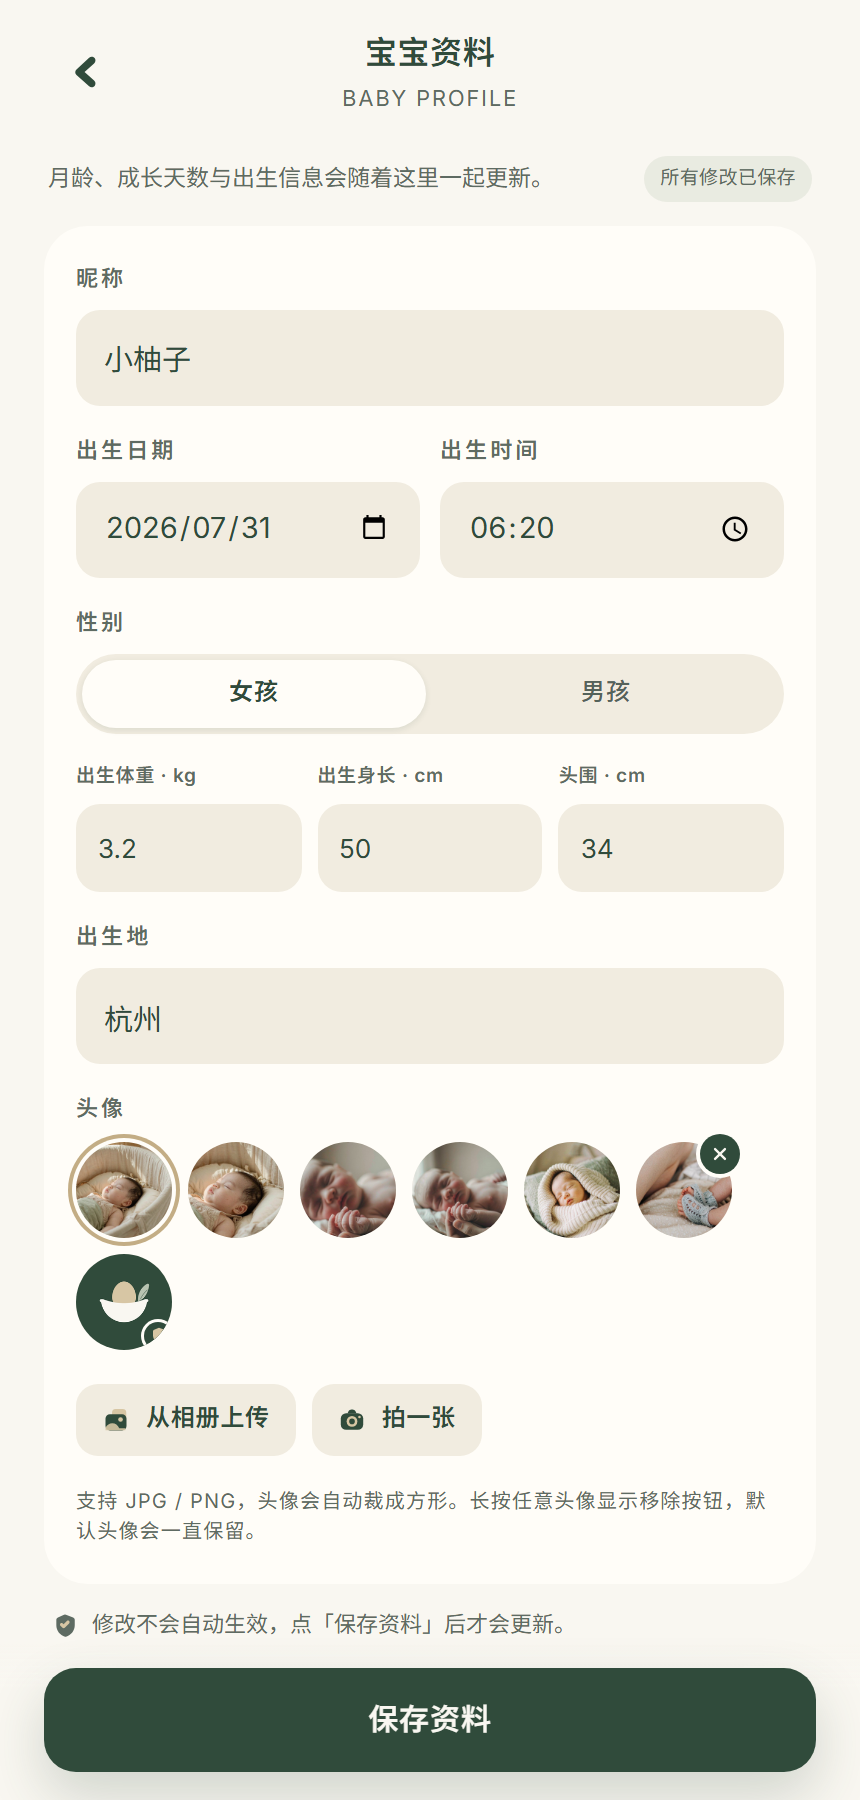 宝宝资料
BABY PROFILE
月龄、成长天数与出生信息会随着这里一起更新。
所有修改已保存
昵称
小柚子
出生日期
出生时间
2026/07/31
06:20
性别
女孩
男孩
出生体重 · kg
出生身长 · cm
头围 · cm
3.2
50
34
出生地
杭州
头像
从相册上传
拍一张
支持 JPG / PNG，头像会自动裁成方形。长按任意头像显示移除按钮，默
认头像会一直保留。
修改不会自动生效，点「保存资料」后才会更新。
保存资料